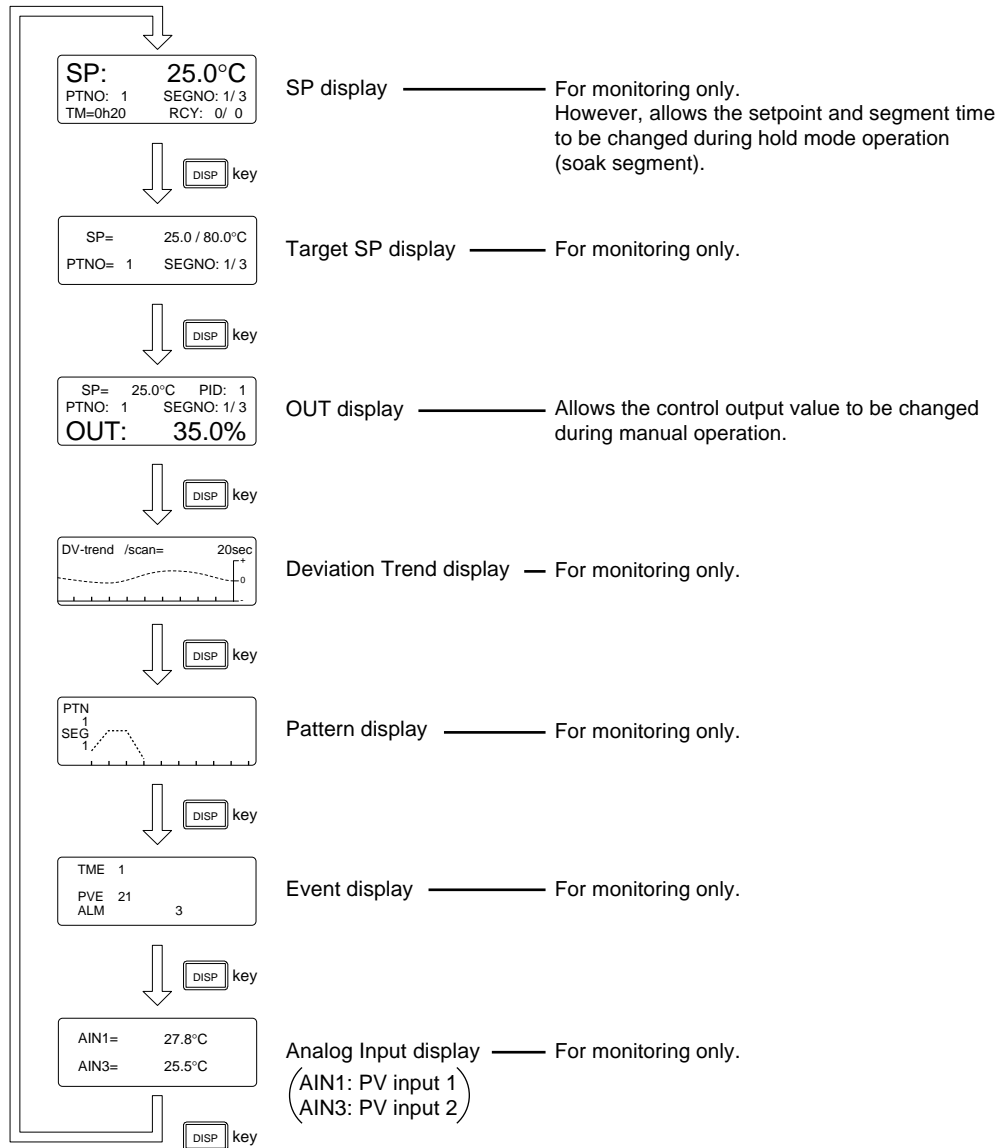 SP: 25.0°C
PTNO: 1 SEGNO: 1/ 3
TM=0h20 RCY: 0/ 0
SP display
For monitoring only.
However, allows the setpoint and segment time
to be changed during hold mode operation
(soak segment).
DISP key
SP= 25.0 / 80.0°C
PTNO= 1 SEGNO: 1/ 3
Target SP display
For monitoring only.
DISP key
SP= 25.0°C PID: 1
PTNO: 1 SEGNO: 1/ 3
OUT: 35.0%
OUT display
Allows the control output value to be changed
during manual operation.
DISP key
DV-trend /scan= 20sec
+
0
-
Deviation Trend display
For monitoring only.
DISP key
PTN
1
SEG
1
Pattern display
For monitoring only.
DISP key
TME 1
PVE 21
ALM 3
Event display
For monitoring only.
DISP key
AIN1= 27.8°C
AIN3= 25.5°C
Analog Input display
For monitoring only.
(AIN1: PV input 1
AIN3: PV input 2)
DISP key